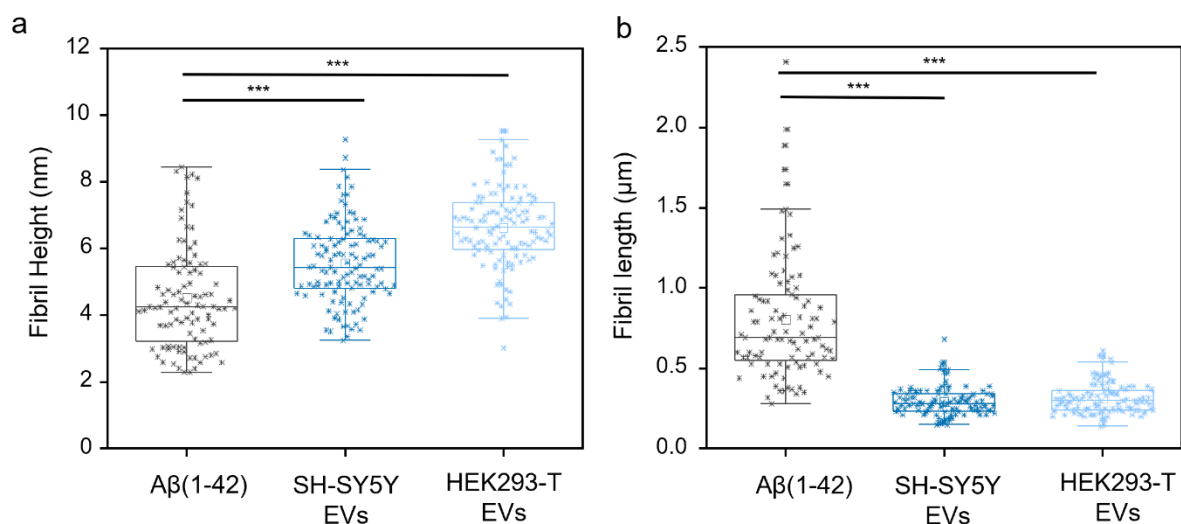 a
Fibril Height (nm)
12
10
8
6
4
2
0
***
***
Aβ(1-42)
SH-SY5Y
EVs
HEK293-T
EVs
b
Fibril length (µm)
2.5
2.0
1.5
1.0
0.5
0.0
***
***
Aβ(1-42)
SH-SY5Y
EVs
HEK293-T
EVs